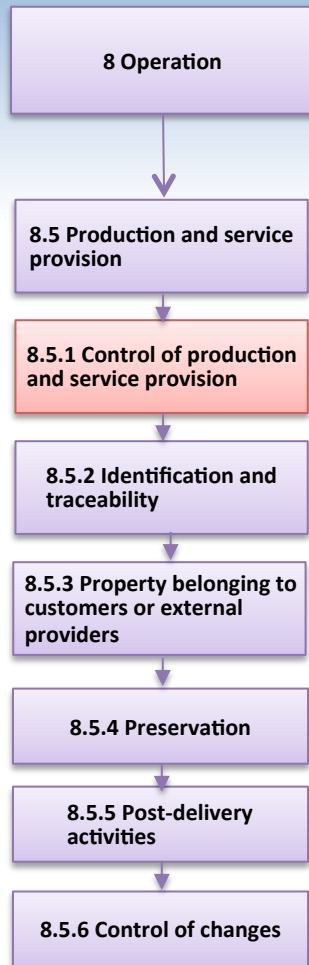 8 Operation
8.5 Production and service
provision
8.5.1 Control of production
and service provision
8.5.2 Identification and
traceability
8.5.3 Property belonging to
customers or external
providers
8.5.4 Preservation
8.5.5 Post-delivery
activities
8.5.6 Control of changes